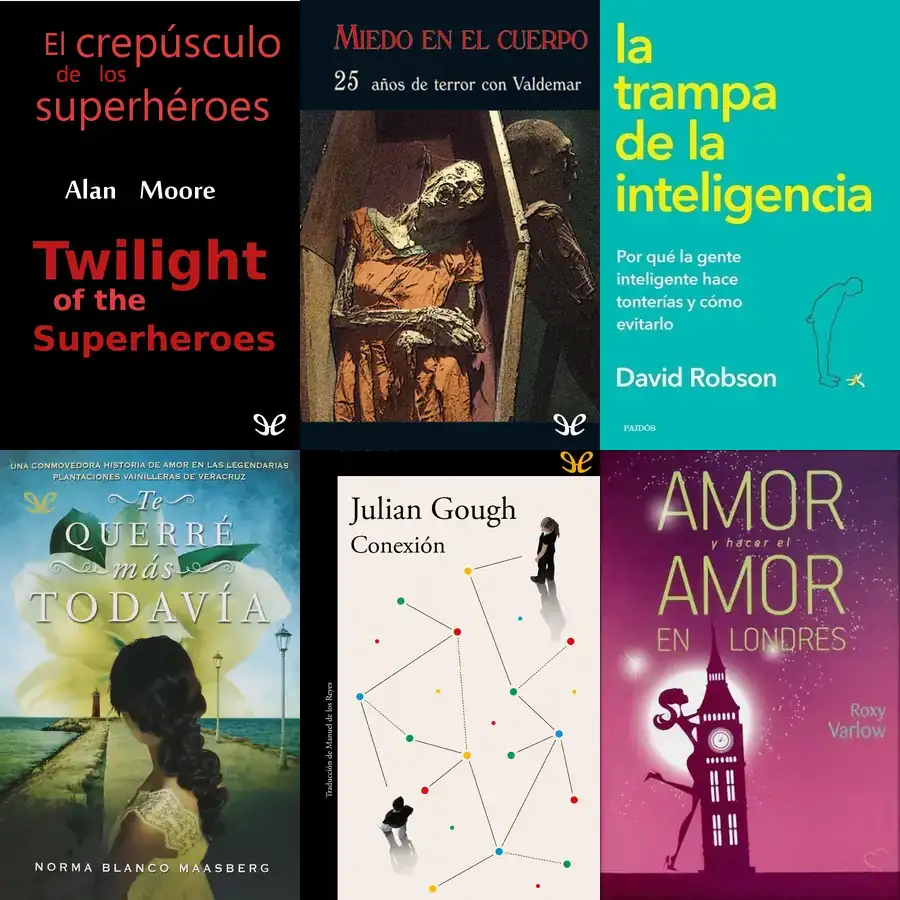 El crepúsculo
de los
superhéroes
Alan Moore
Twilight
of the
Superheroes
MIEDO EN EL CUERPO
25 años de terror con Valdemar
la
trampa
de la
inteligencia
Por qué la gente
inteligente hace
tonterías y cómo
evitarlo
David Robson
PAIDÓS
UNA CONMOVEDORA HISTORIA DE AMOR EN LAS LEGENDARIAS
PLANTACIONES VAINILLERAS DE VERACRUZ
Te
QUERRÉ
más
TODAVÍA
NORMA BLANCO MAASBERG
Julian Gough
Conexión
Traducción de Manuel de los Reyes
AMOR
y hacer el
AMOR
EN LONDRES
Roxy
Varlow